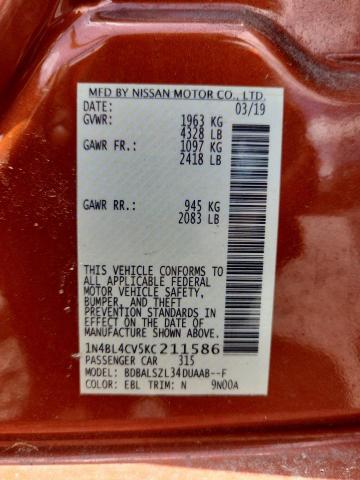 MFD BY NISSAN MOTOR CO., LTD.
DATE: 03/19
GVWR: 1963 KG
4328 LB
GAWR FR.: 1097 KG
2418 LB
GAWR RR.: 945 KG
2083 LB
THIS VEHICLE CONFORMS TO
ALL APPLICABLE FEDERAL
MOTOR VEHICLE SAFETY,
BUMPER, AND THEFT
PREVENTION STANDARDS
IN EFFECT ON THE DATE OF
MANUFACTURE SHOWN ABOVE.
1N4BL4CV5KC211586
PASSENGER CAR 315
MODEL: BDBALSZL34DUAAB--F
COLOR: EBL TRIM: N 9N00A